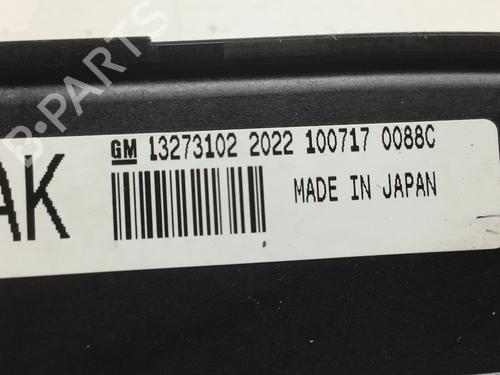 B-PARTS
GM 13273102 2022 100717 0088C
AK MADE IN JAPAN